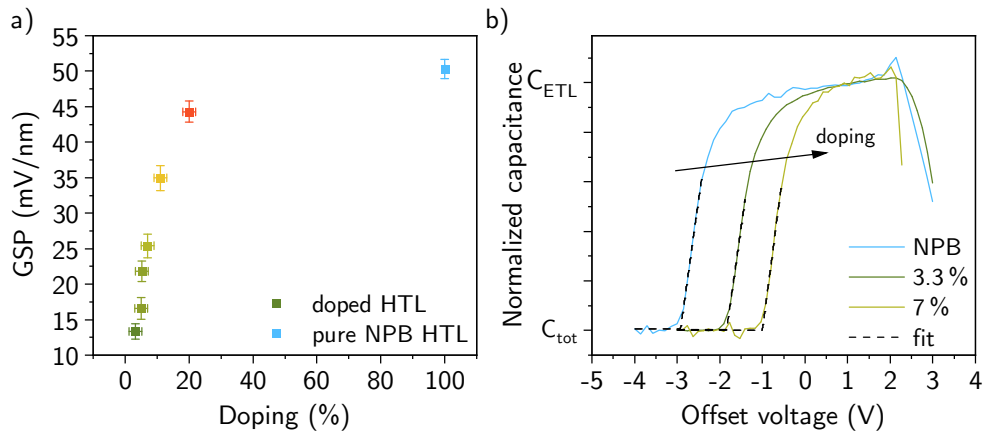 a)
GSP (mV/nm)
55
50
45
40
35
30
25
20
15
10
0 20 40 60 80 100
Doping (%)
doped HTL
pure NPB HTL
b)
Normalized capacitance
C_ETL
C_tot
doping
NPB
3.3 %
7 %
fit
-5 -4 -3 -2 -1 0 1 2 3 4
Offset voltage (V)